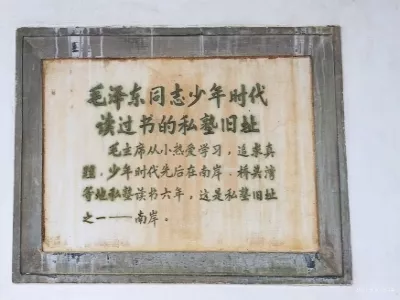 毛泽东同志少年时代
读过书的私塾旧址
毛主席从小热爱学习，追求真
理，少年时代先后在南岸、桥头湾
等地私塾读书六年，这是私塾旧址
之一——南岸。